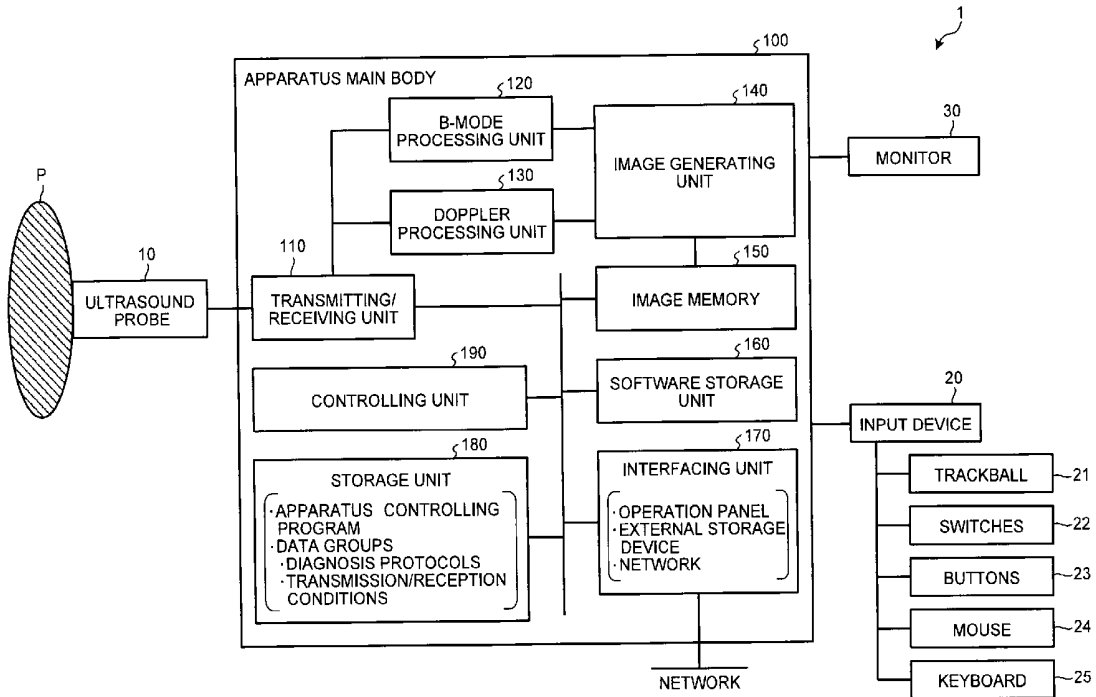 1
100
APPARATUS MAIN BODY
120
B-MODE
PROCESSING UNIT
140
IMAGE GENERATING
UNIT
30
MONITOR
P
130
DOPPLER
PROCESSING UNIT
10
ULTRASOUND
PROBE
110
TRANSMITTING/
RECEIVING UNIT
150
IMAGE MEMORY
190
CONTROLLING UNIT
160
SOFTWARE STORAGE
UNIT
20
INPUT DEVICE
180
STORAGE UNIT
·APPARATUS CONTROLLING
PROGRAM
·DATA GROUPS
·DIAGNOSIS PROTOCOLS
·TRANSMISSION/RECEPTION
CONDITIONS
170
INTERFACING UNIT
·OPERATION PANEL
·EXTERNAL STORAGE
DEVICE
·NETWORK
TRACKBALL
21
SWITCHES
22
BUTTONS
23
MOUSE
24
KEYBOARD
25
NETWORK